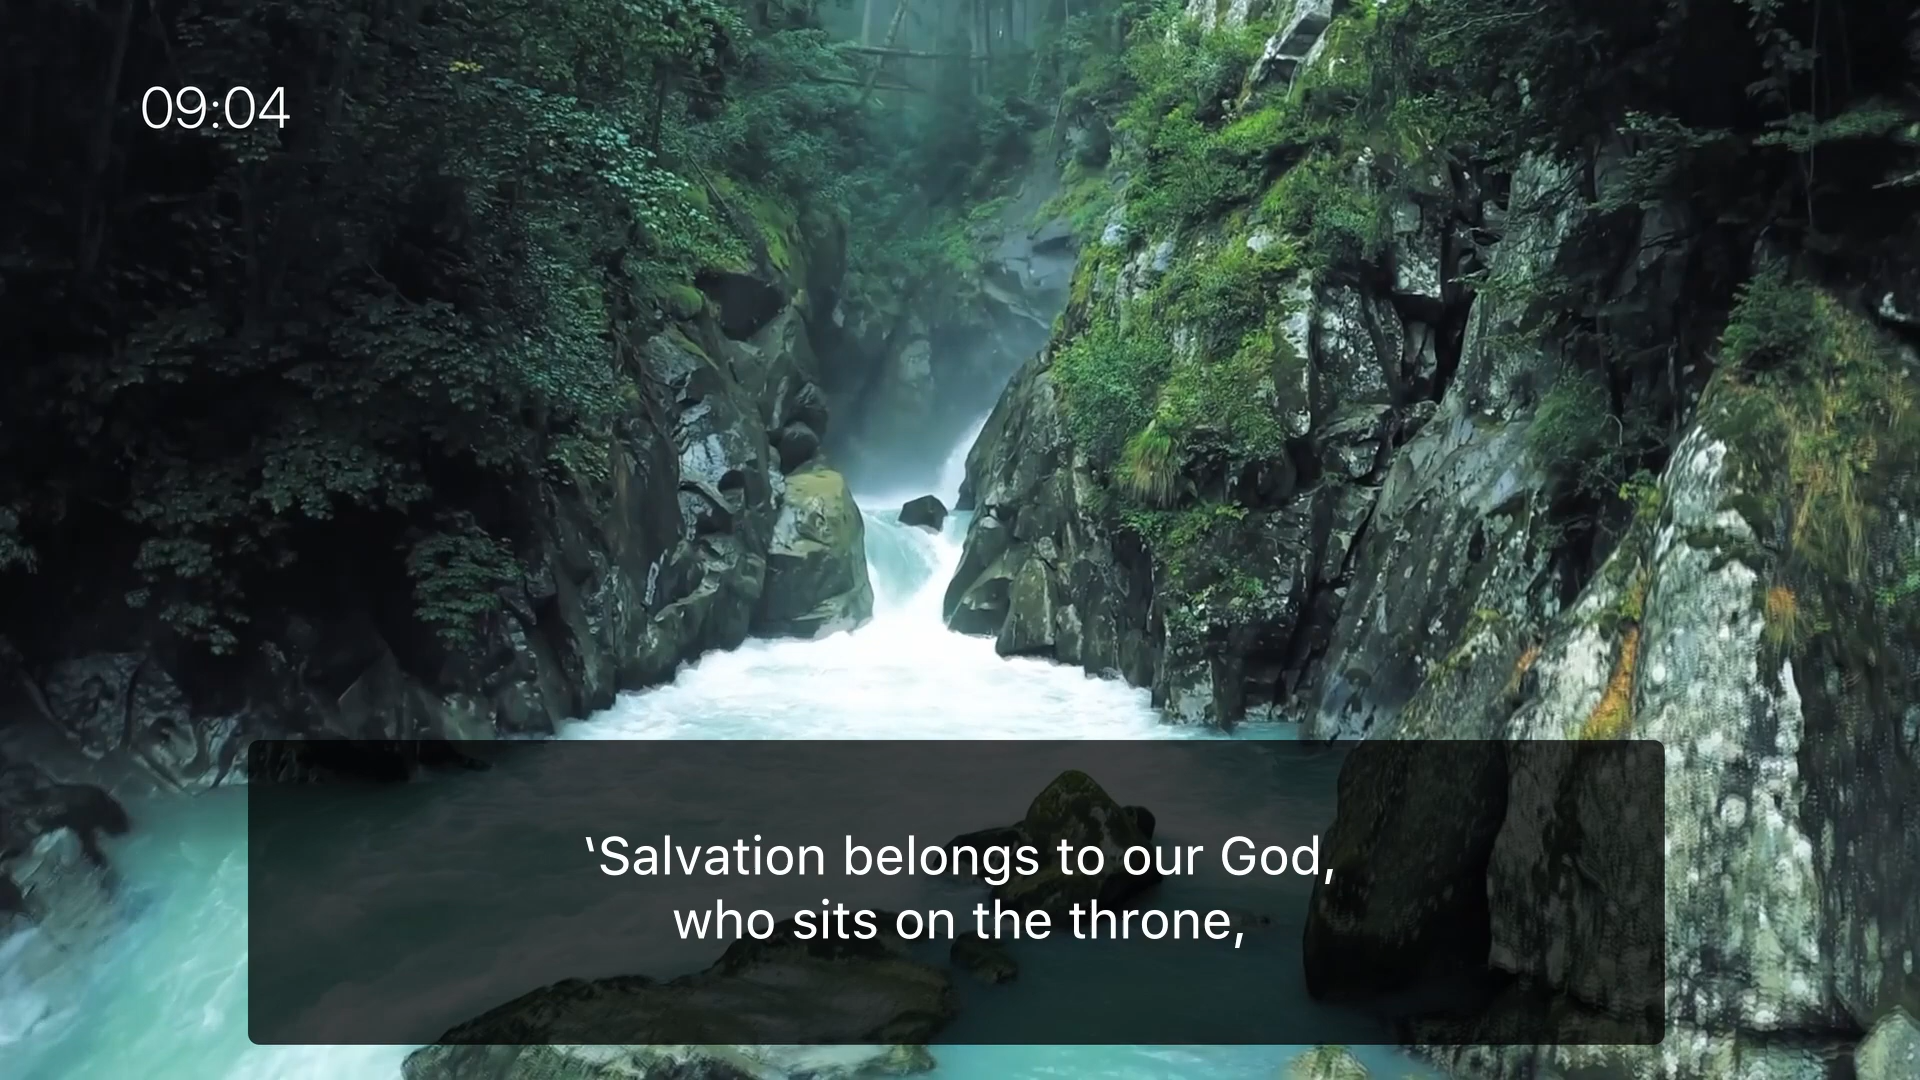 09:04
‘Salvation belongs to our God,
who sits on the throne,